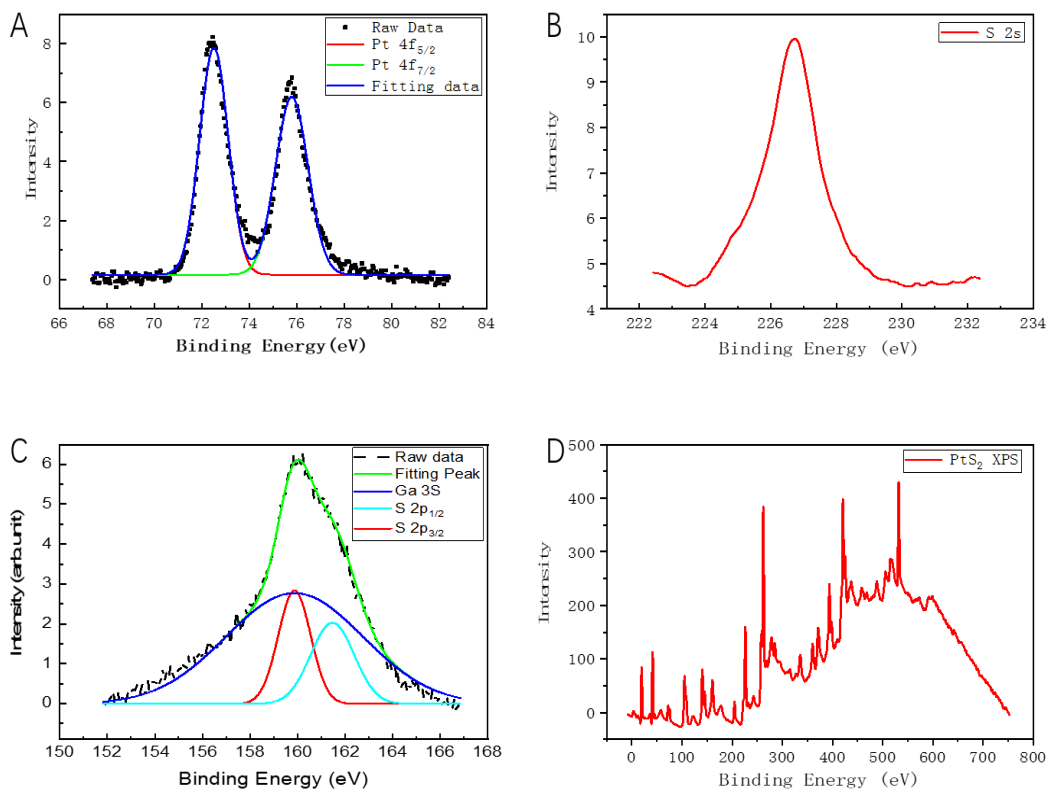 A
Raw Data
Pt 4f5/2
Pt 4f7/2
Fitting data
8
6
4
2
0
Intensity
66 68 70 72 74 76 78 80 82 84
Binding Energy(eV)
B
S 2s
10
9
8
7
6
5
4
Intensity
222 224 226 228 230 232 234
Binding Energy (eV)
C
Raw data
Fitting Peak
Ga 3S
S 2p1/2
S 2p3/2
6
5
4
3
2
1
0
Intensity (arb.unit)
150 152 154 156 158 160 162 164 166 168
Binding Energy (eV)
D
PtS2 XPS
500
400
300
200
100
0
Intensity
0 100 200 300 400 500 600 700 800
Binding Energy (eV)